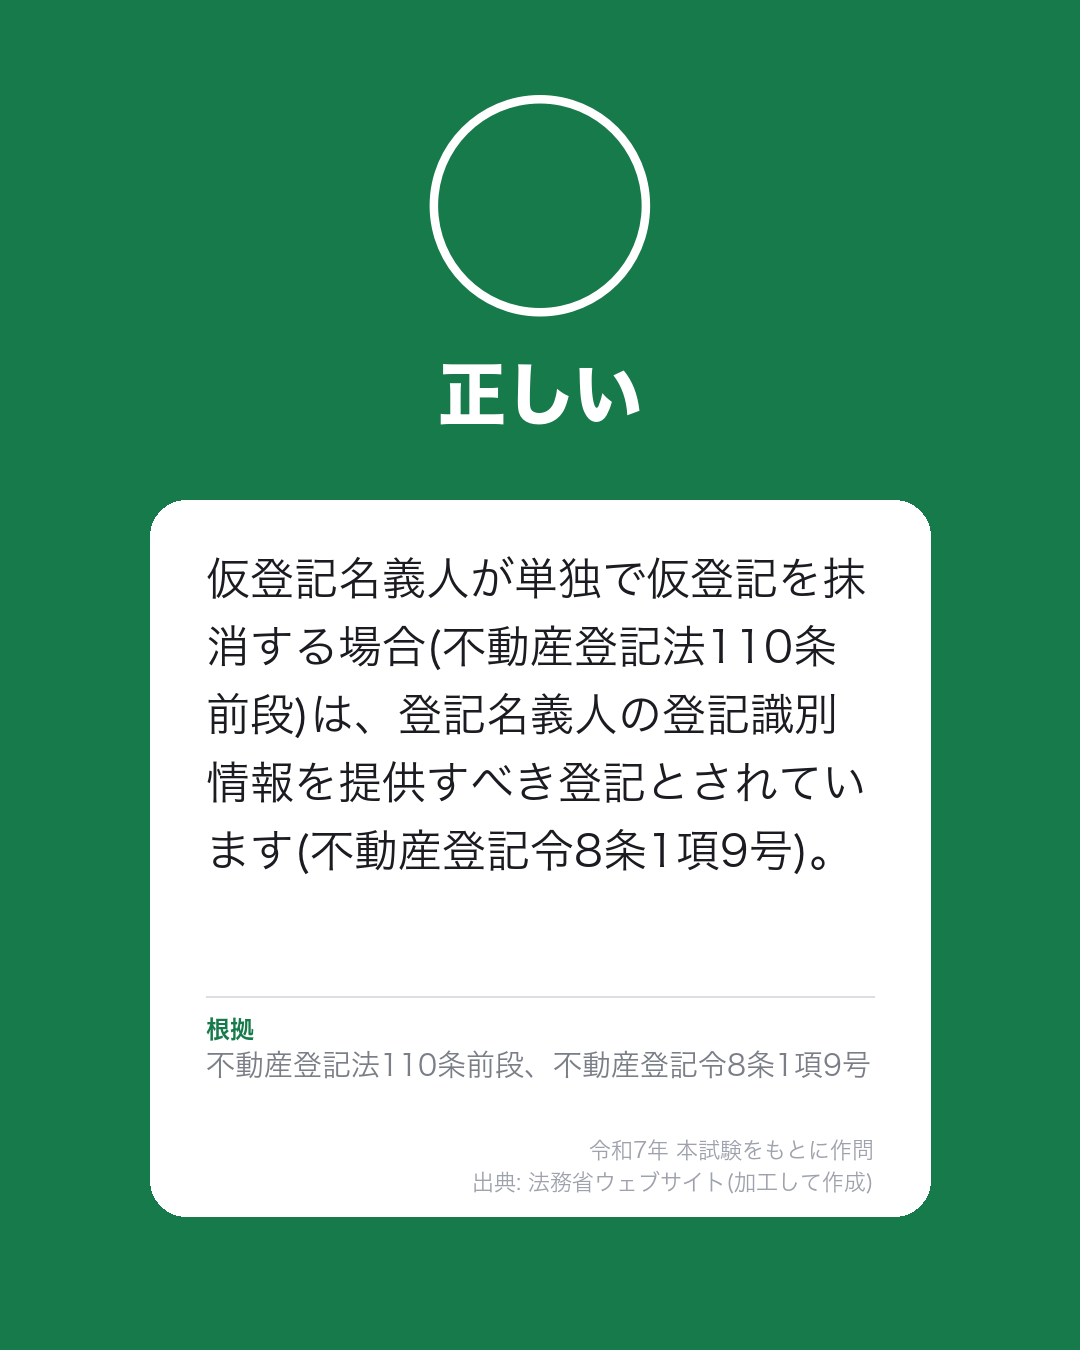 正しい
仮登記名義人が単独で仮登記を抹
消する場合(不動産登記法110条
前段)は、登記名義人の登記識別
情報を提供すべき登記とされてい
ます(不動産登記令8条1項9号)。
根拠
不動産登記法110条前段、不動産登記令8条1項9号
令和7年 本試験をもとに作問
出典: 法務省ウェブサイト(加工して作成)